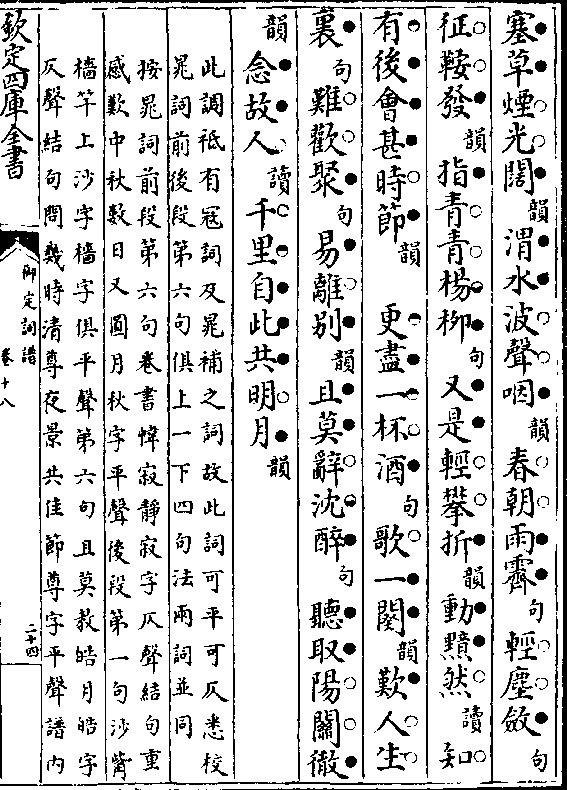 塞草煙光闊韻渭水波聲咽韻春朝雨霽句輕塵斂句
征鞍發韻指青青楊柳句又是輕攀折韻動黯然讀知
有後會甚時節韻　更盡一杯酒句歌一闋韻歎人生
裏句難歡聚句易離别韻且莫辭沈醉句聽取陽關徹
韻念故人讀千里自此共明月韻
此調祗有冦詞及晁補之詞故此詞可平可仄悉校
晁詞前後段第六句俱上一下四句法兩詞並同
按晁詞前段第六句卷書幃寂靜寂字仄聲結句重
感歎中秋數日又圓月秋字平聲後段第一句沙觜
檣竿上沙字檣字俱平聲第六句且莫教皓月皓字
仄聲結句問幾時清尊夜景共佳節尊字平聲譜内
欽定四庫全書
御定詞譜
卷十八
二十四